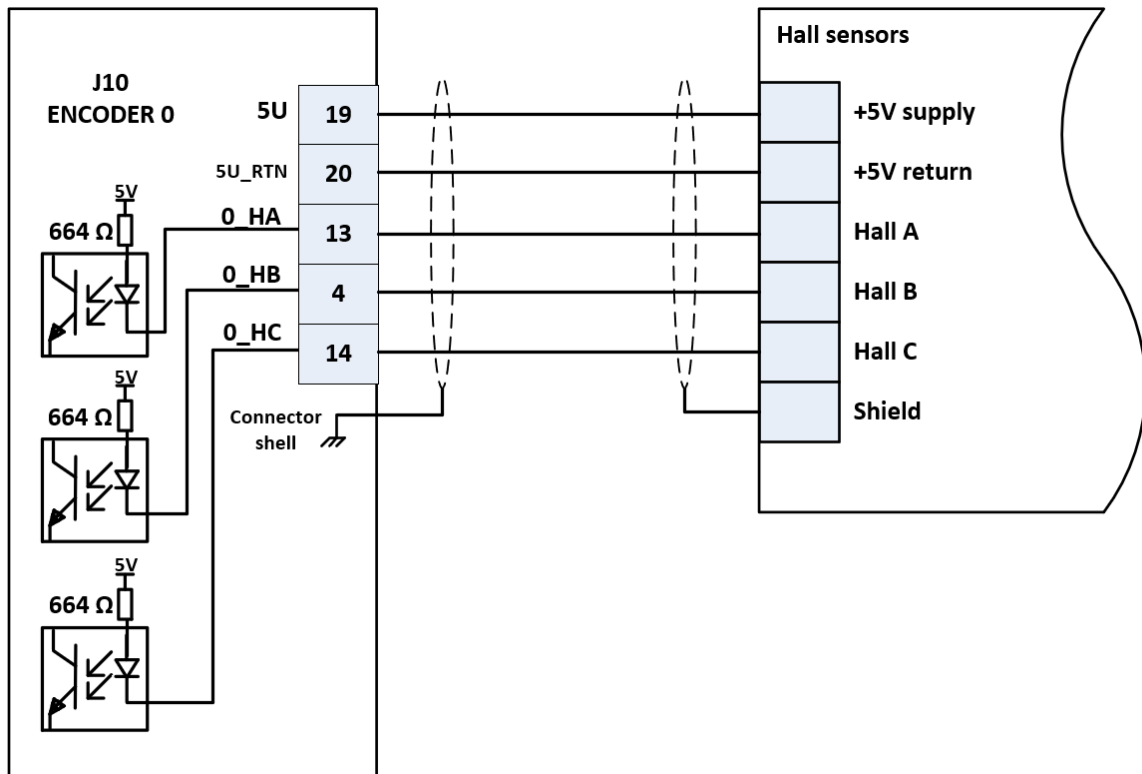 J10
ENCODER 0
5U
19
5U_RTN
20
0_HA
13
0_HB
4
0_HC
14
Connector
shell
5V
664 Ω
5V
664 Ω
5V
664 Ω
Hall sensors
+5V supply
+5V return
Hall A
Hall B
Hall C
Shield